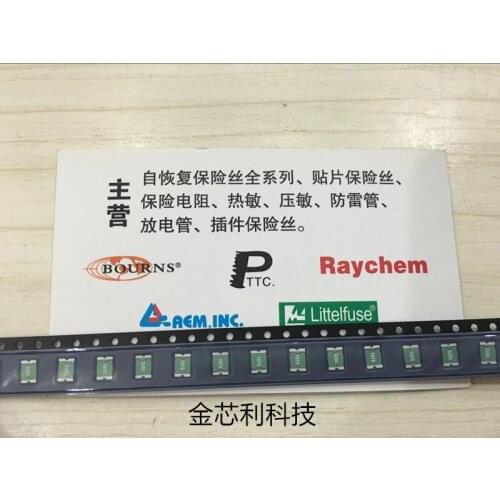 主营
自恢复保险丝全系列、贴片保险丝、
保险电阻、热敏、压敏、防雷管、
放电管、插件保险丝。
BOURNS®
P
TTC.
Raychem
AEM,INC.
Littelfuse®
金芯利科技